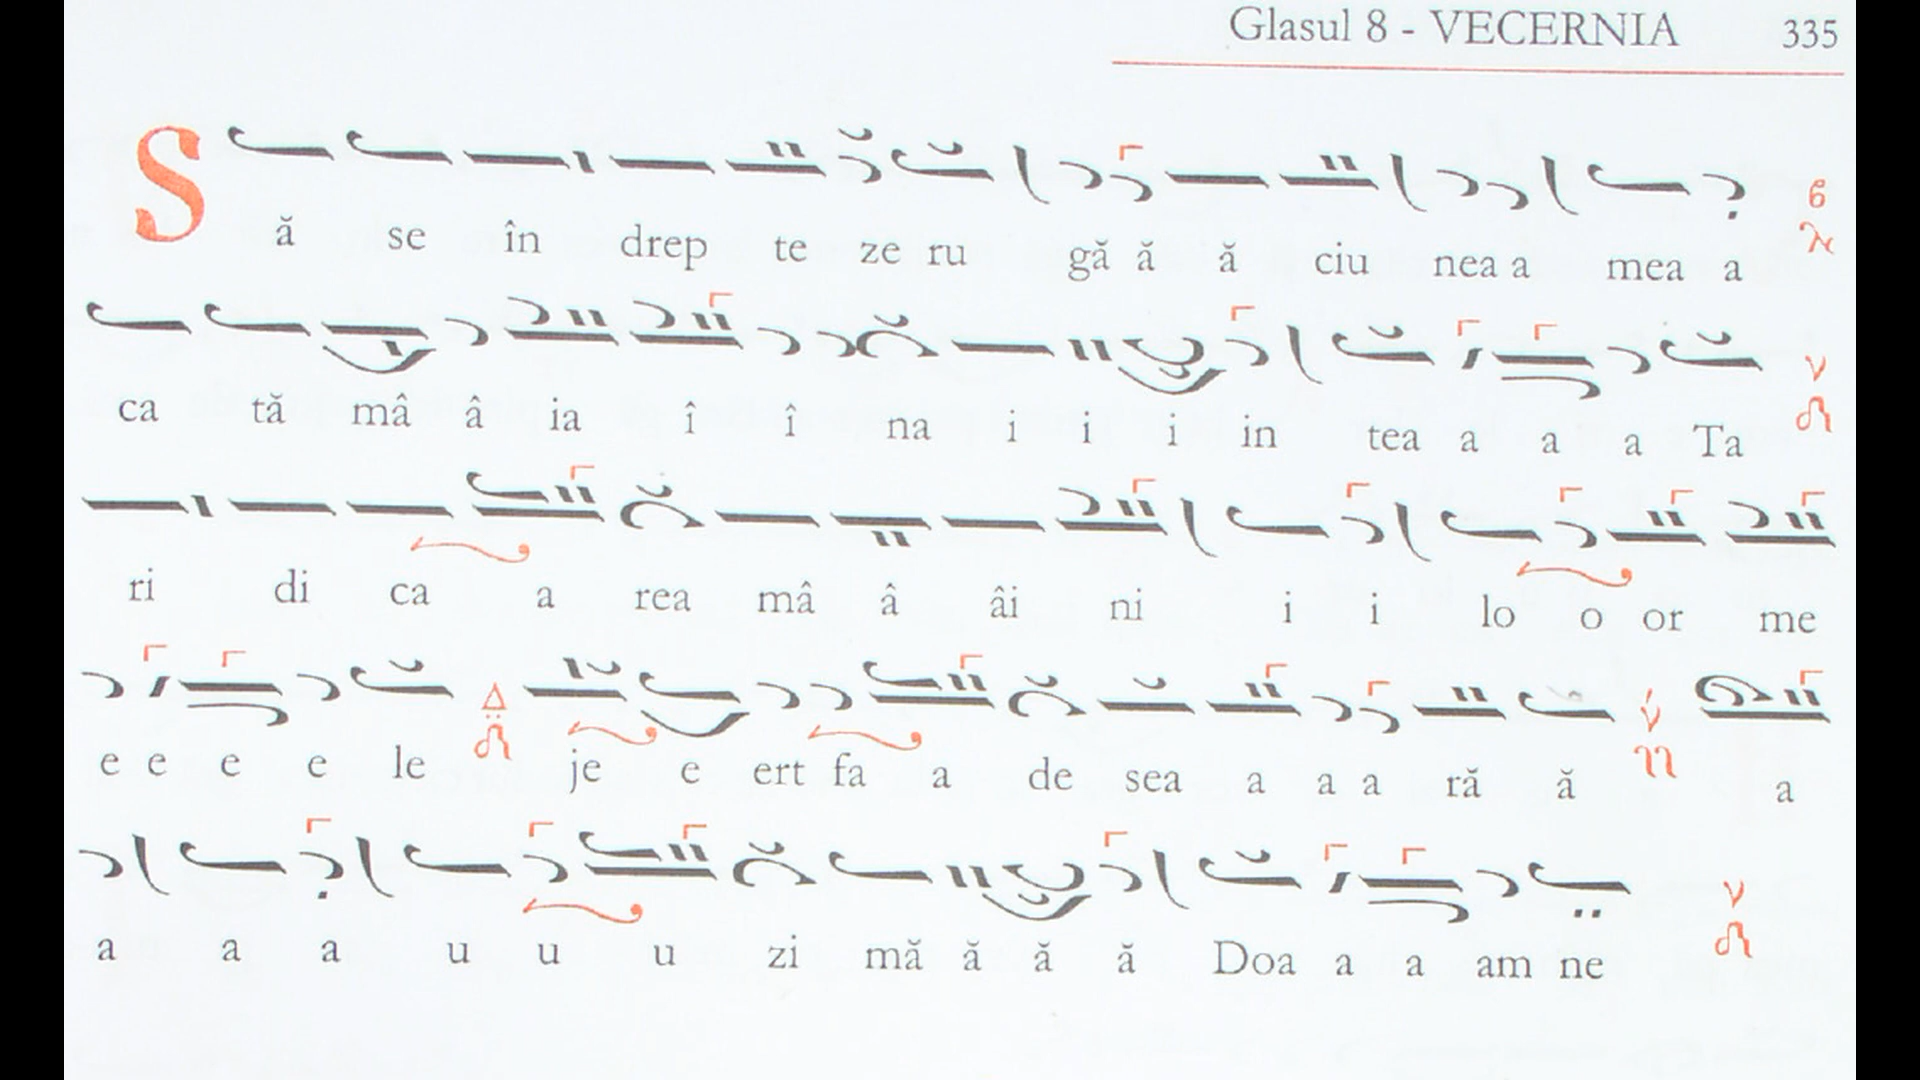 Glasul 8 - VECERNIA 335
S ă se în drep te ze ru gă ă ă ciu nea a mea a
ca tă mâ â ia î î na i i i in tea a a a Ta
ri di ca a rea mâ â âi ni i i lo o or me
e e e e le je e ert fa a de sea a a a ră ă a
a a a u u u zi mă ă ă ă Doa a a am ne